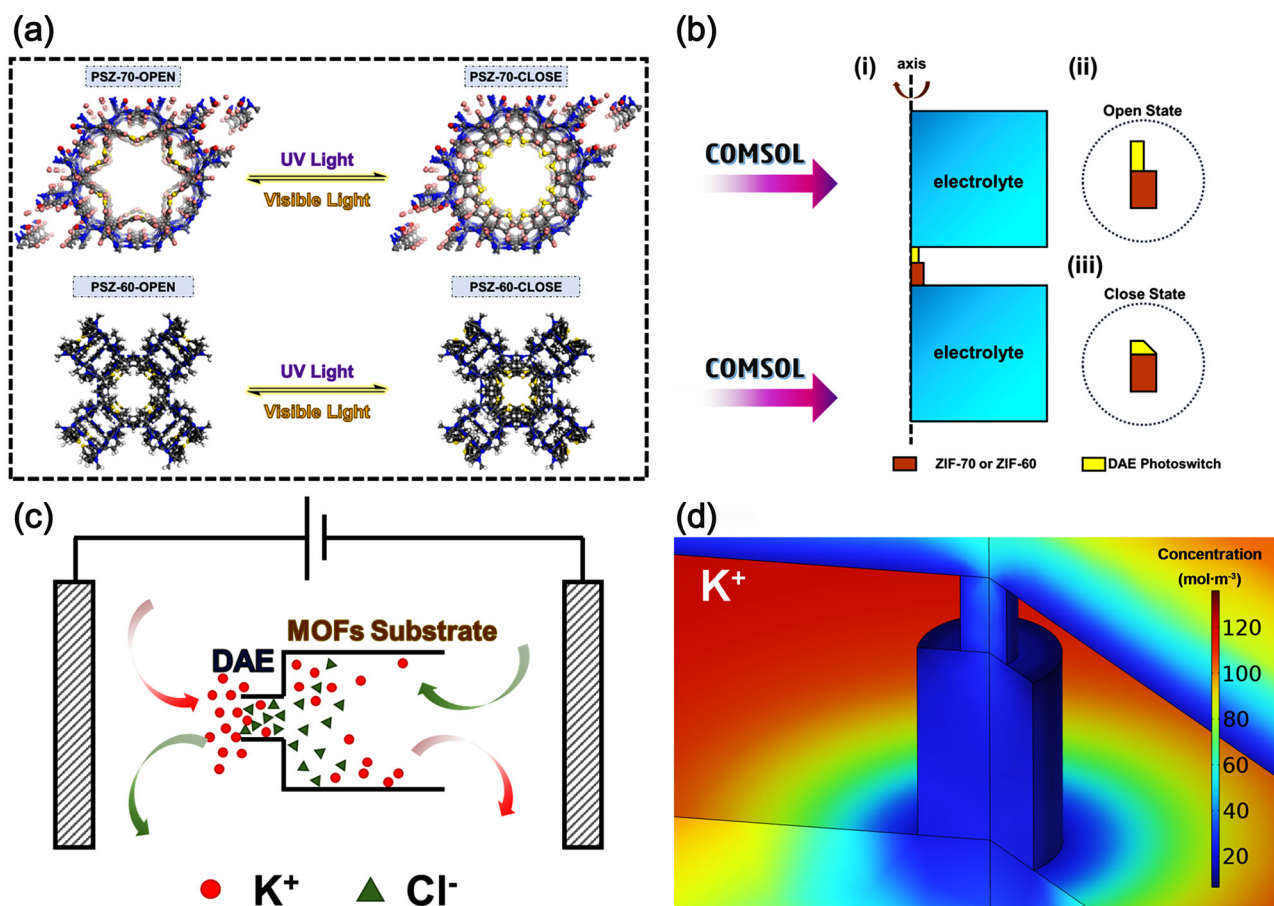 (a)
PSZ-70-OPEN
PSZ-70-CLOSE
UV Light
Visible Light
PSZ-60-OPEN
PSZ-60-CLOSE
UV Light
Visible Light
(b)
(i)
axis
(ii)
Open State
COMSOL
electrolyte
(iii)
Close State
COMSOL
electrolyte
ZIF-70 or ZIF-60
DAE Photoswitch
(c)
MOFs Substrate
DAE
K⁺
Cl⁻
(d)
K⁺
Concentration
(mol·m⁻³)
120
100
80
60
40
20